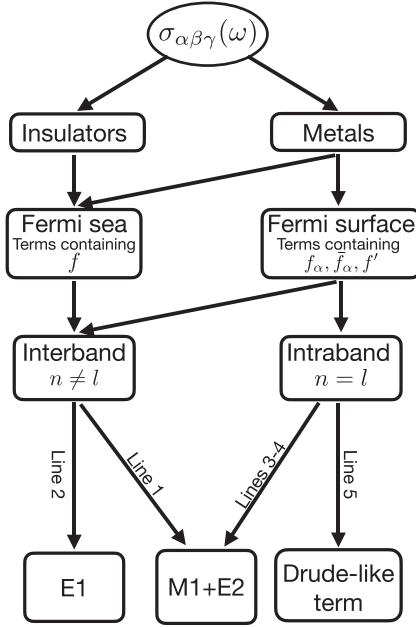 σ_{αβγ}(ω)
Insulators
Metals
Fermi sea
Terms containing
f
Fermi surface
Terms containing
f_α, f̄_α, f′
Interband
n ≠ l
Intraband
n = l
Line 2
Line 1
Lines 3-4
Line 5
E1
M1+E2
Drude-like
term